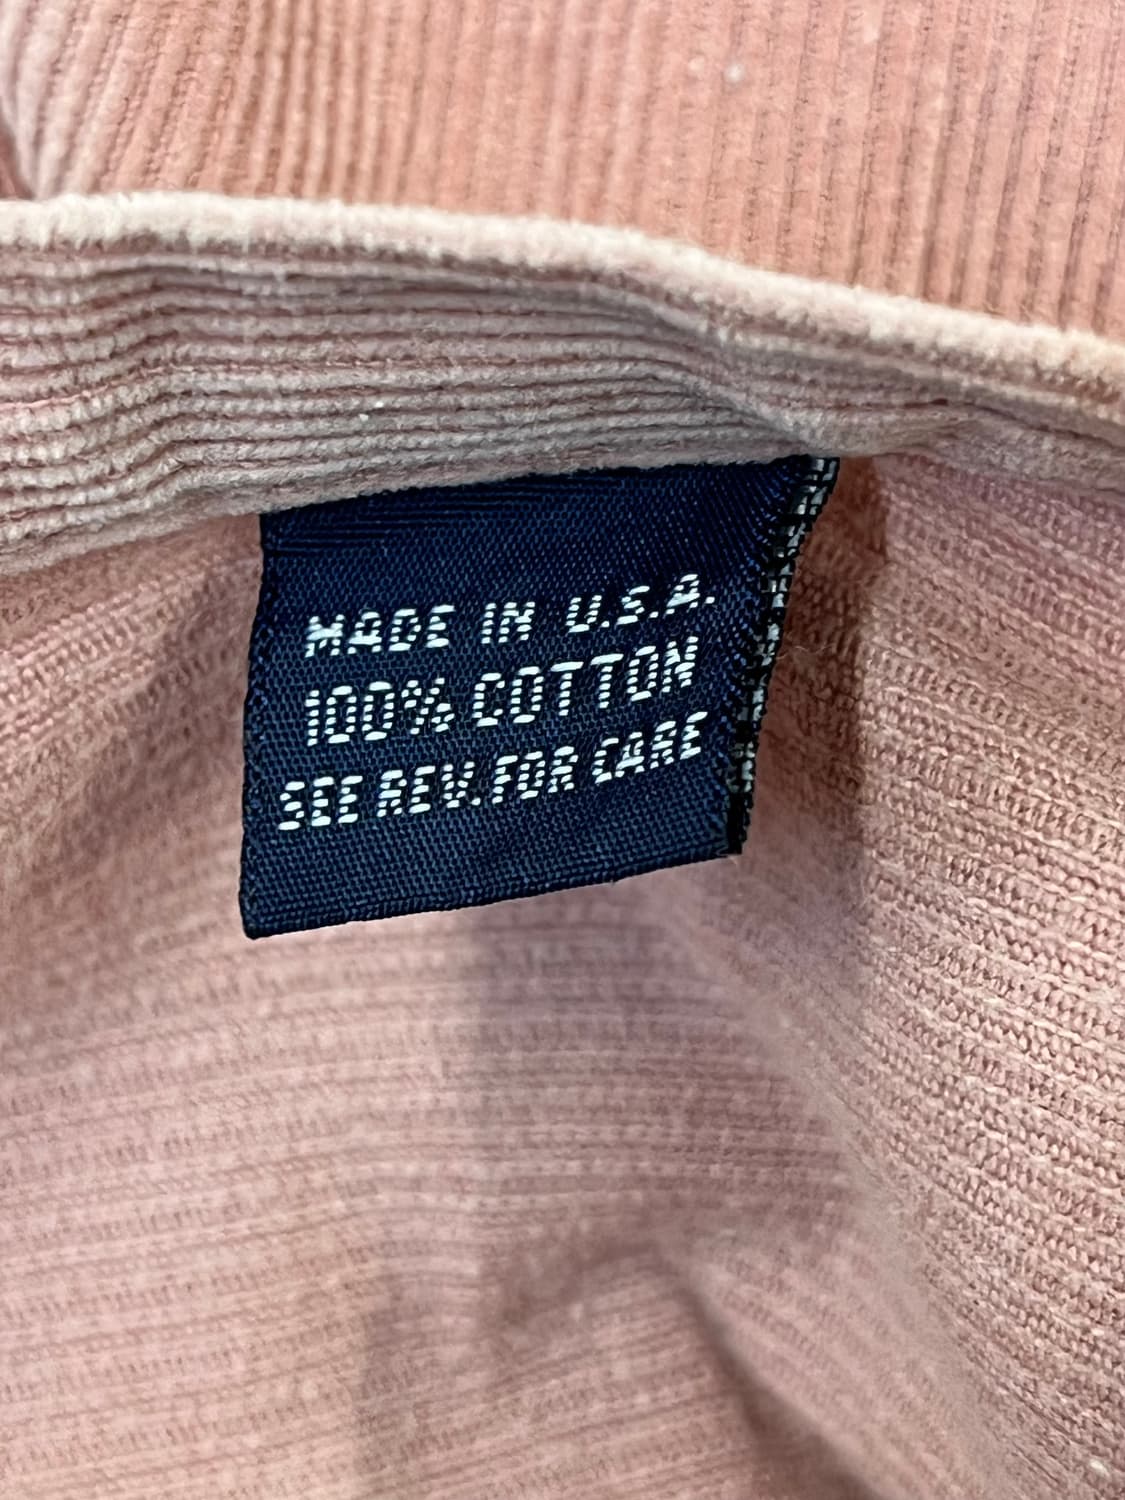 MADE IN U.S.A.
100% COTTON
SEE REV. FOR CARE